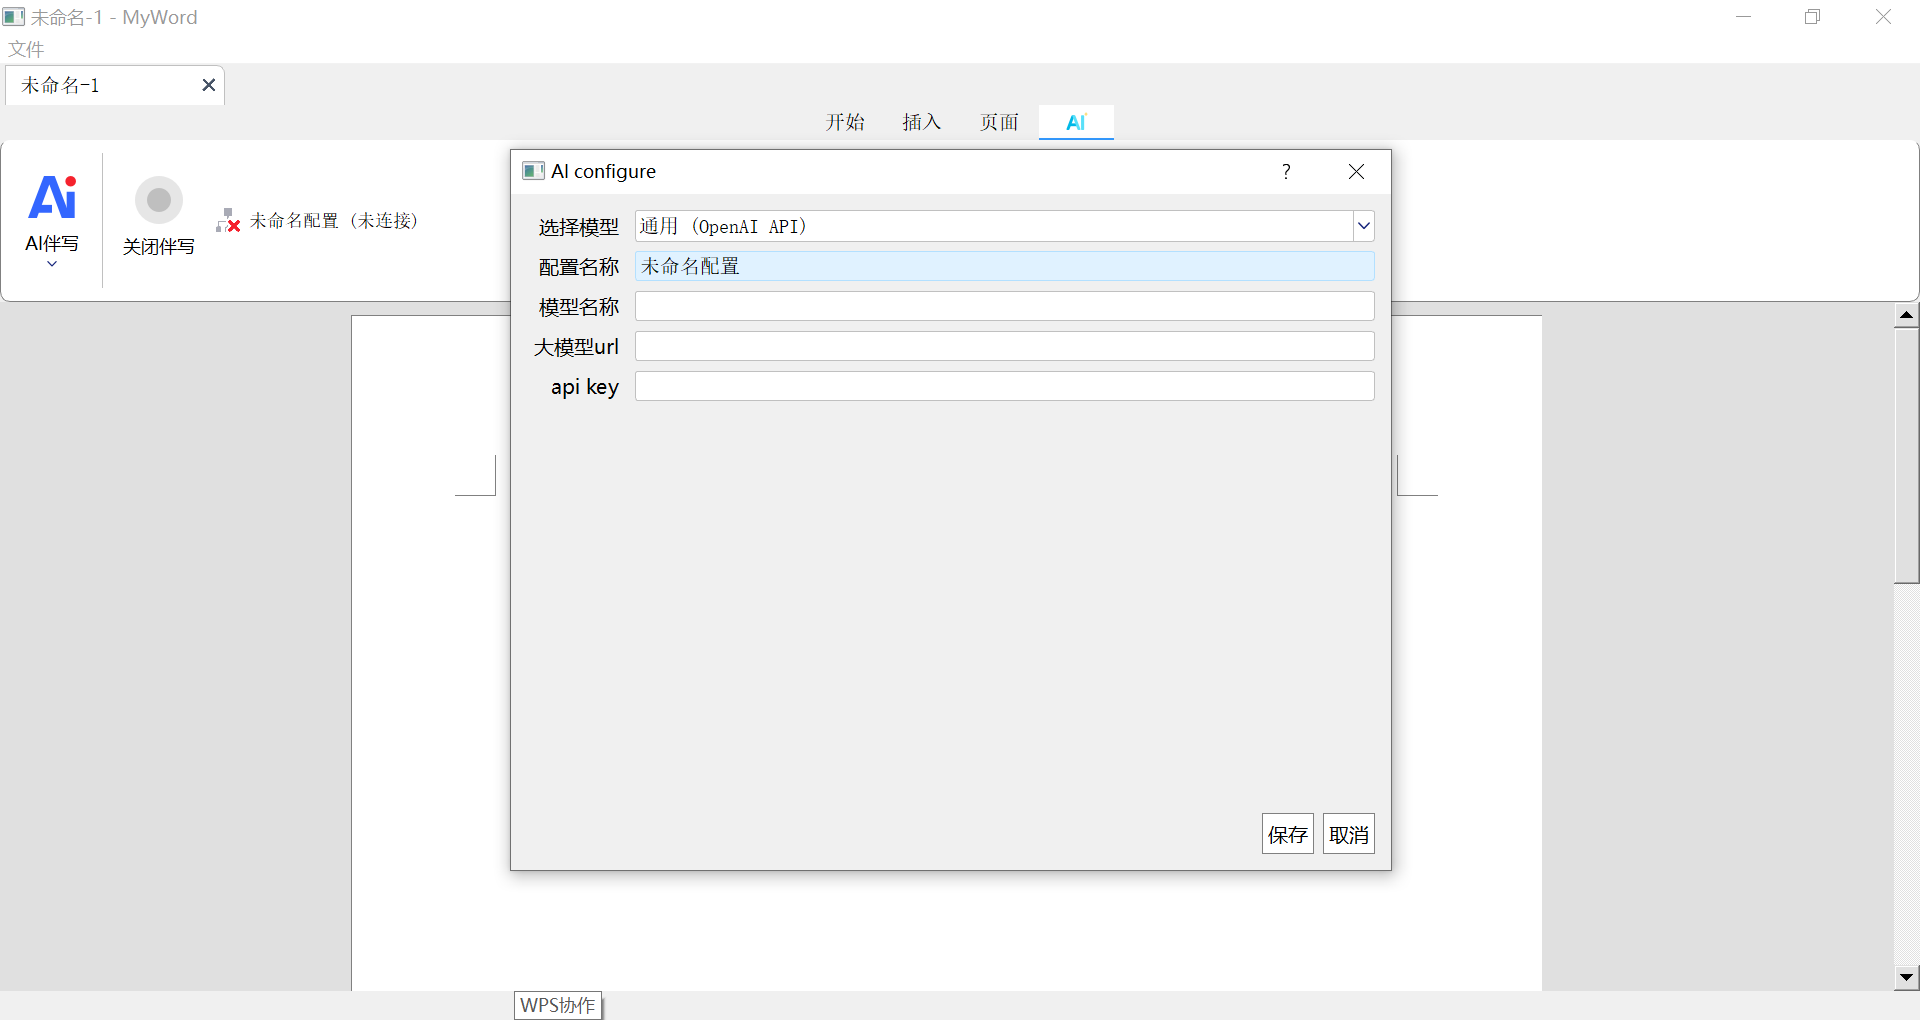 未命名-1 - MyWord
文件
未命名-1
开始 插入 页面 AI
Ai
AI伴写
关闭伴写
未命名配置（未连接）
AI configure ?
选择模型 通用（OpenAI API）
配置名称 未命名配置
模型名称
大模型url
api key
保存 取消
WPS协作